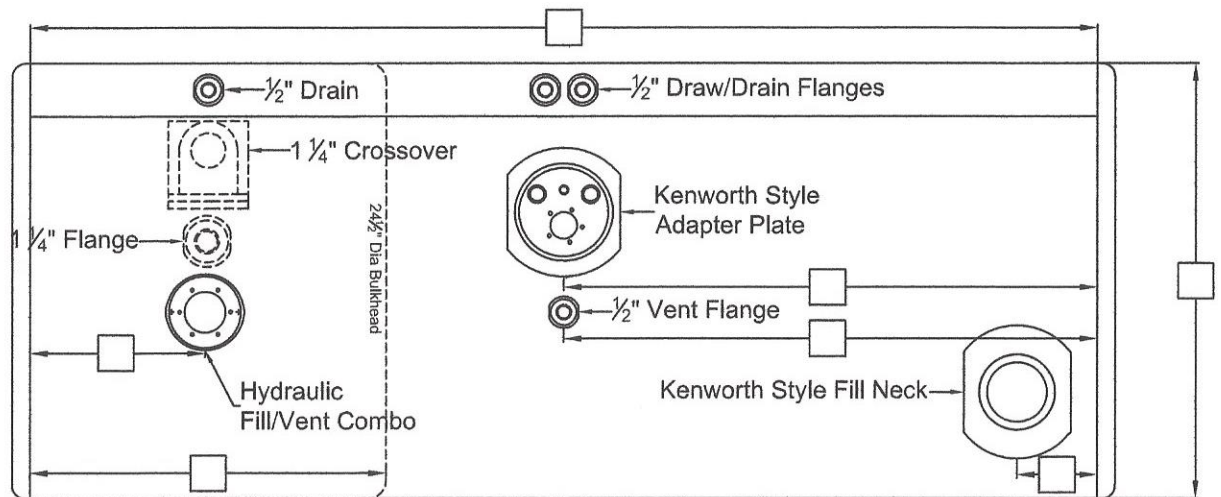 ½" Drain
½" Draw/Drain Flanges
1 ¼" Crossover
Kenworth Style
Adapter Plate
1 ¼" Flange
24½" Dia Bulkhead
½" Vent Flange
Hydraulic
Fill/Vent Combo
Kenworth Style Fill Neck